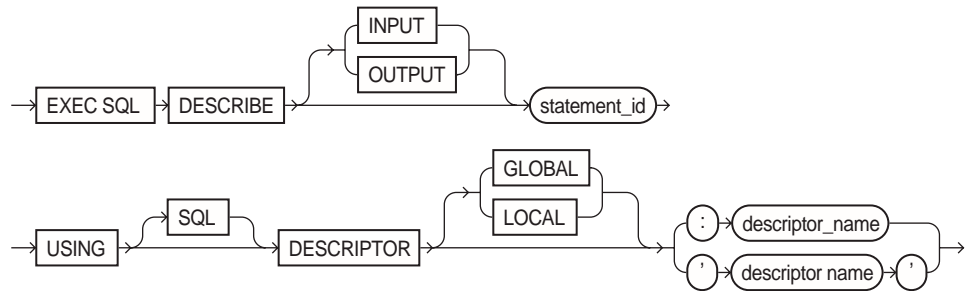 INPUT
OUTPUT
EXEC SQL DESCRIBE statement_id
GLOBAL
SQL LOCAL
USING DESCRIPTOR
: descriptor_name
' descriptor name '